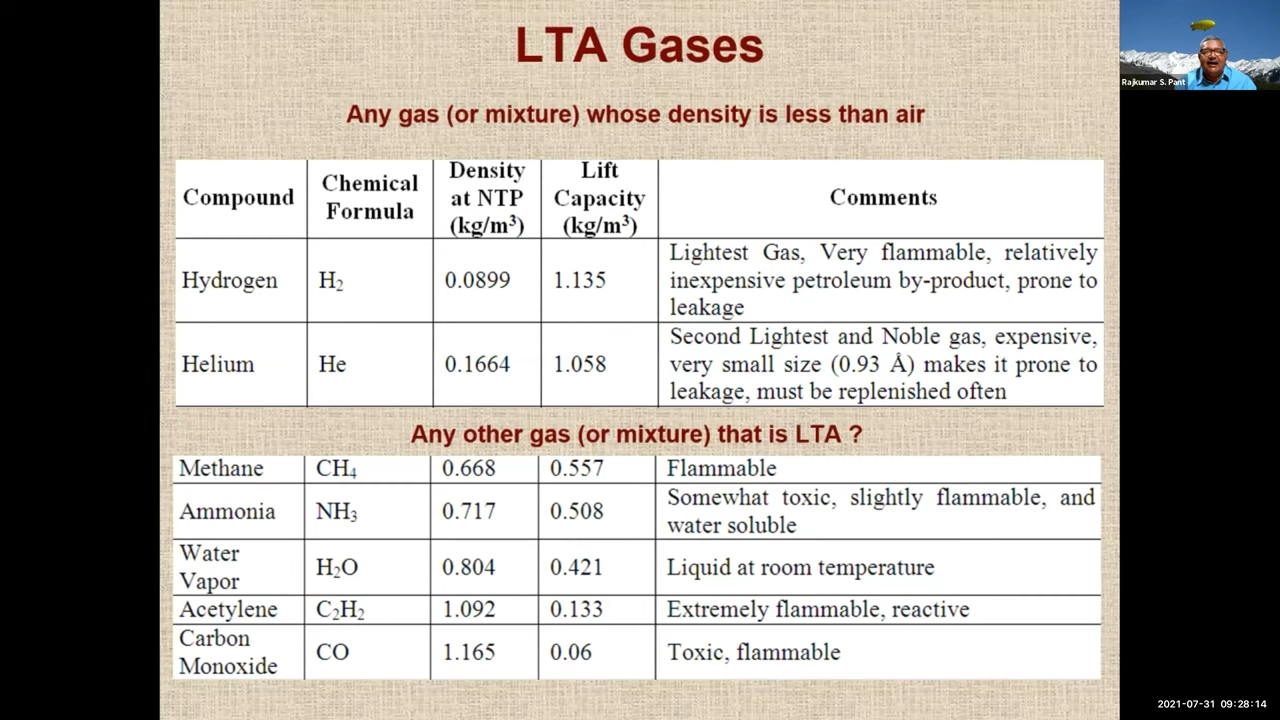 LTA Gases
Rajkumar S. Pant
Any gas (or mixture) whose density is less than air
Compound
Chemical
Formula
Density
at NTP
(kg/m³)
Lift
Capacity
(kg/m³)
Comments
Hydrogen
H₂
0.0899
1.135
Lightest Gas, Very flammable, relatively
inexpensive petroleum by-product, prone to
leakage
Helium
He
0.1664
1.058
Second Lightest and Noble gas, expensive,
very small size (0.93 Å) makes it prone to
leakage, must be replenished often
Any other gas (or mixture) that is LTA ?
Methane
CH₄
0.668
0.557
Flammable
Ammonia
NH₃
0.717
0.508
Somewhat toxic, slightly flammable, and
water soluble
Water
Vapor
H₂O
0.804
0.421
Liquid at room temperature
Acetylene
C₂H₂
1.092
0.133
Extremely flammable, reactive
Carbon
Monoxide
CO
1.165
0.06
Toxic, flammable
2021-07-31 09:28:14